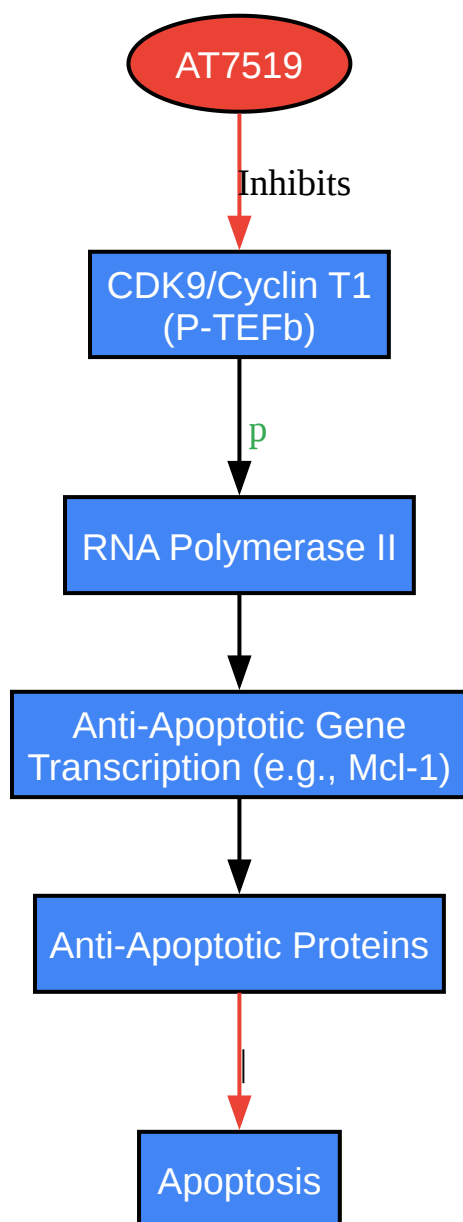 AT7519
Inhibits
CDK9/Cyclin T1
(P-TEFb)
p
RNA Polymerase II
Anti-Apoptotic Gene
Transcription (e.g., Mcl-1)
Anti-Apoptotic Proteins
|
Apoptosis